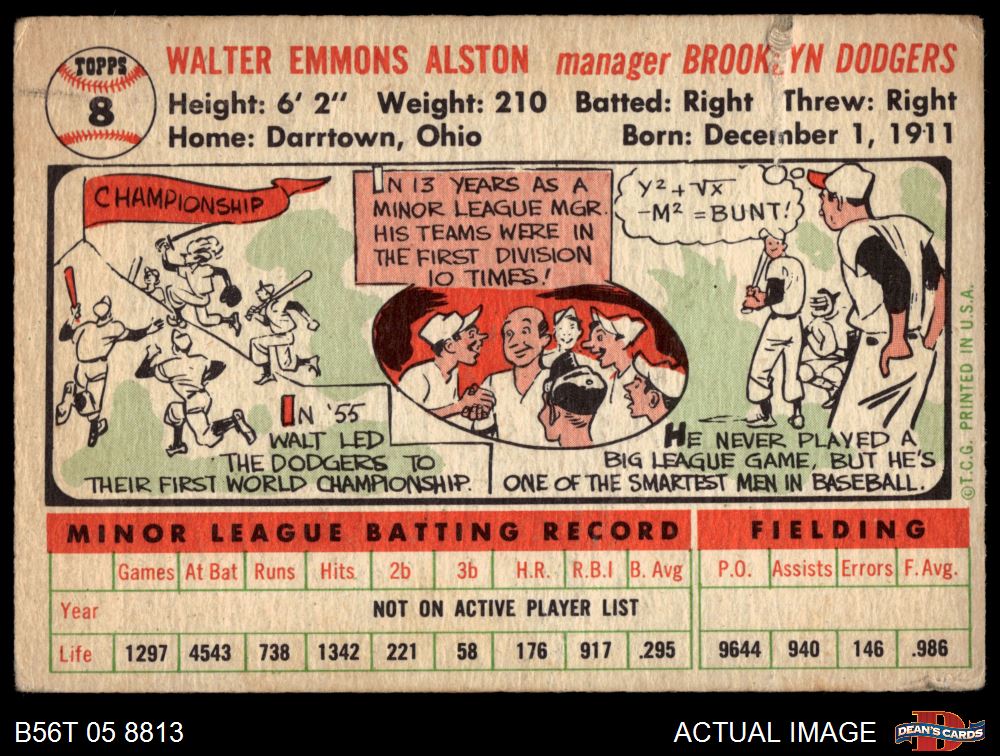 TOPPS
8
WALTER EMMONS ALSTON manager BROOKLYN DODGERS
Height: 6' 2" Weight: 210 Batted: Right Threw: Right
Home: Darrtown, Ohio Born: December 1, 1911
CHAMPIONSHIP
IN '55
WALT LED
THE DODGERS TO
THEIR FIRST WORLD CHAMPIONSHIP.
IN 13 YEARS AS A
MINOR LEAGUE MGR.
HIS TEAMS WERE IN
THE FIRST DIVISION
10 TIMES!
Y² + √X
-M² = BUNT!
HE NEVER PLAYED A
BIG LEAGUE GAME, BUT HE'S
ONE OF THE SMARTEST MEN IN BASEBALL.
©T.C.G. PRINTED IN U.S.A.
MINOR LEAGUE BATTING RECORD FIELDING
Games At Bat Runs Hits 2b 3b H.R. R.B.I B. Avg P.O. Assists Errors F. Avg.
Year NOT ON ACTIVE PLAYER LIST
Life 1297 4543 738 1342 221 58 176 917 .295 9644 940 146 .986
B56T 05 8813 ACTUAL IMAGE DEAN'S CARDS